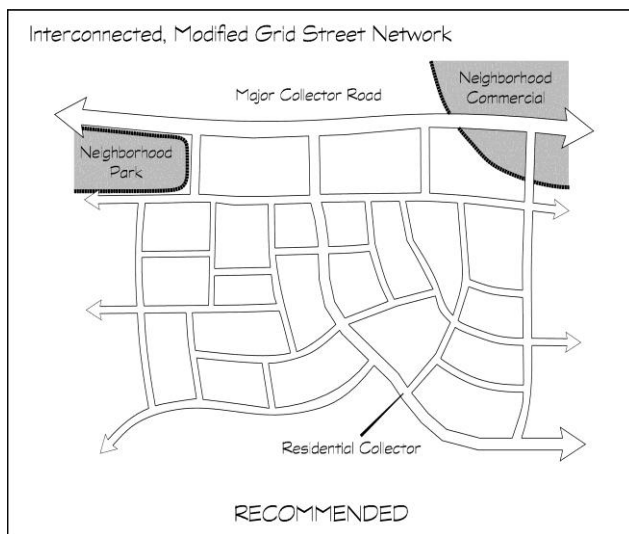 Interconnected, Modified Grid Street Network
Neighborhood
Commercial
Major Collector Road
Neighborhood
Park
Residential Collector
RECOMMENDED